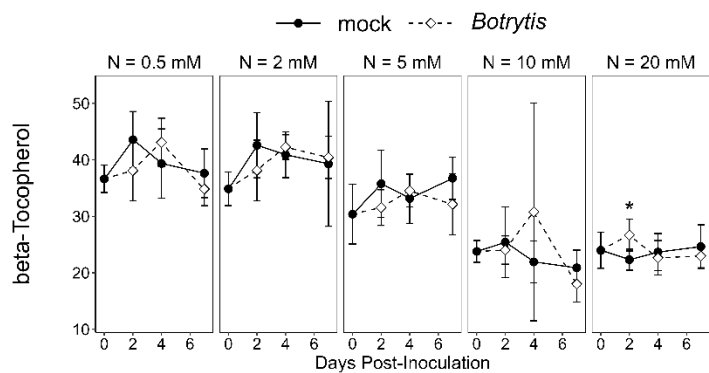 mock Botrytis
N = 0.5 mM N = 2 mM N = 5 mM N = 10 mM N = 20 mM
beta-Tocopherol
50
40
30
20
10
*
0 2 4 6 0 2 4 6 0 2 4 6 0 2 4 6 0 2 4 6
Days Post-Inoculation